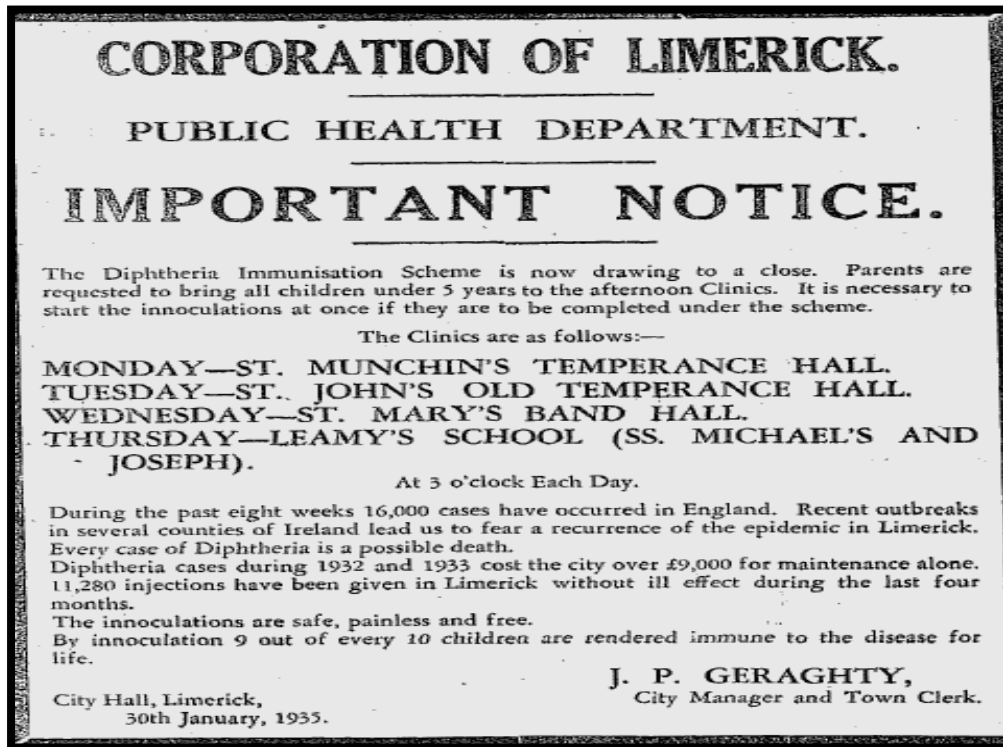 CORPORATION OF LIMERICK.
PUBLIC HEALTH DEPARTMENT.
IMPORTANT NOTICE.
The Diphtheria Immunisation Scheme is now drawing to a close. Parents are
requested to bring all children under 5 years to the afternoon Clinics. It is necessary to
start the innoculations at once if they are to be completed under the scheme.
The Clinics are as follows:—
MONDAY—ST. MUNCHIN'S TEMPERANCE HALL.
TUESDAY—ST. JOHN'S OLD TEMPERANCE HALL.
WEDNESDAY—ST. MARY'S BAND HALL.
THURSDAY—LEAMY'S SCHOOL (SS. MICHAEL'S AND
JOSEPH).
At 3 o'clock Each Day.
During the past eight weeks 16,000 cases have occurred in England. Recent outbreaks
in several counties of Ireland lead us to fear a recurrence of the epidemic in Limerick.
Every case of Diphtheria is a possible death.
Diphtheria cases during 1932 and 1933 cost the city over £9,000 for maintenance alone.
11,280 injections have been given in Limerick without ill effect during the last four
months.
The innoculations are safe, painless and free.
By innoculation 9 out of every 10 children are rendered immune to the disease for
life.
J. P. GERAGHTY,
City Manager and Town Clerk.
City Hall, Limerick,
30th January, 1935.